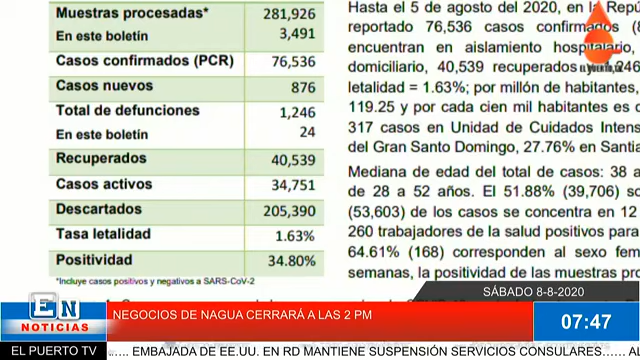 Muestras procesadas* 281,926
En este boletín 3,491
Casos confirmados (PCR) 76,536
Casos nuevos 876
Total de defunciones 1,246
En este boletín 24
Recuperados 40,539
Casos activos 34,751
Descartados 205,390
Tasa letalidad 1.63%
Positividad 34.80%
*Incluye casos positivos y negativos a SARS-CoV-2
Hasta el 5 de agosto del 2020, en la Repú
reportado 76,536 casos confirmados (8
encuentran en aislamiento hospitalario,
domiciliario, 40,539 recuperados y 1,246
letalidad = 1.63%; por millón de habitantes,
119.25 y por cada cien mil habitantes es d
317 casos en Unidad de Cuidados Intens
del Gran Santo Domingo, 27.76% en Santia
Mediana de edad del total de casos: 38 a
de 28 a 52 años. El 51.88% (39,706) so
(53,603) de los casos se concentra en 12
260 trabajadores de la salud positivos para
64.61% (168) corresponden al sexo fem
semanas, la positividad de las muestras pro
SÁBADO 8-8-2020
EN
NOTICIAS
NEGOCIOS DE NAGUA CERRARÁ A LAS 2 PM
07:47
EL PUERTO TV
EMBAJADA DE EE.UU. EN RD MANTIENE SUSPENSIÓN SERVICIOS CONSULARES... AL